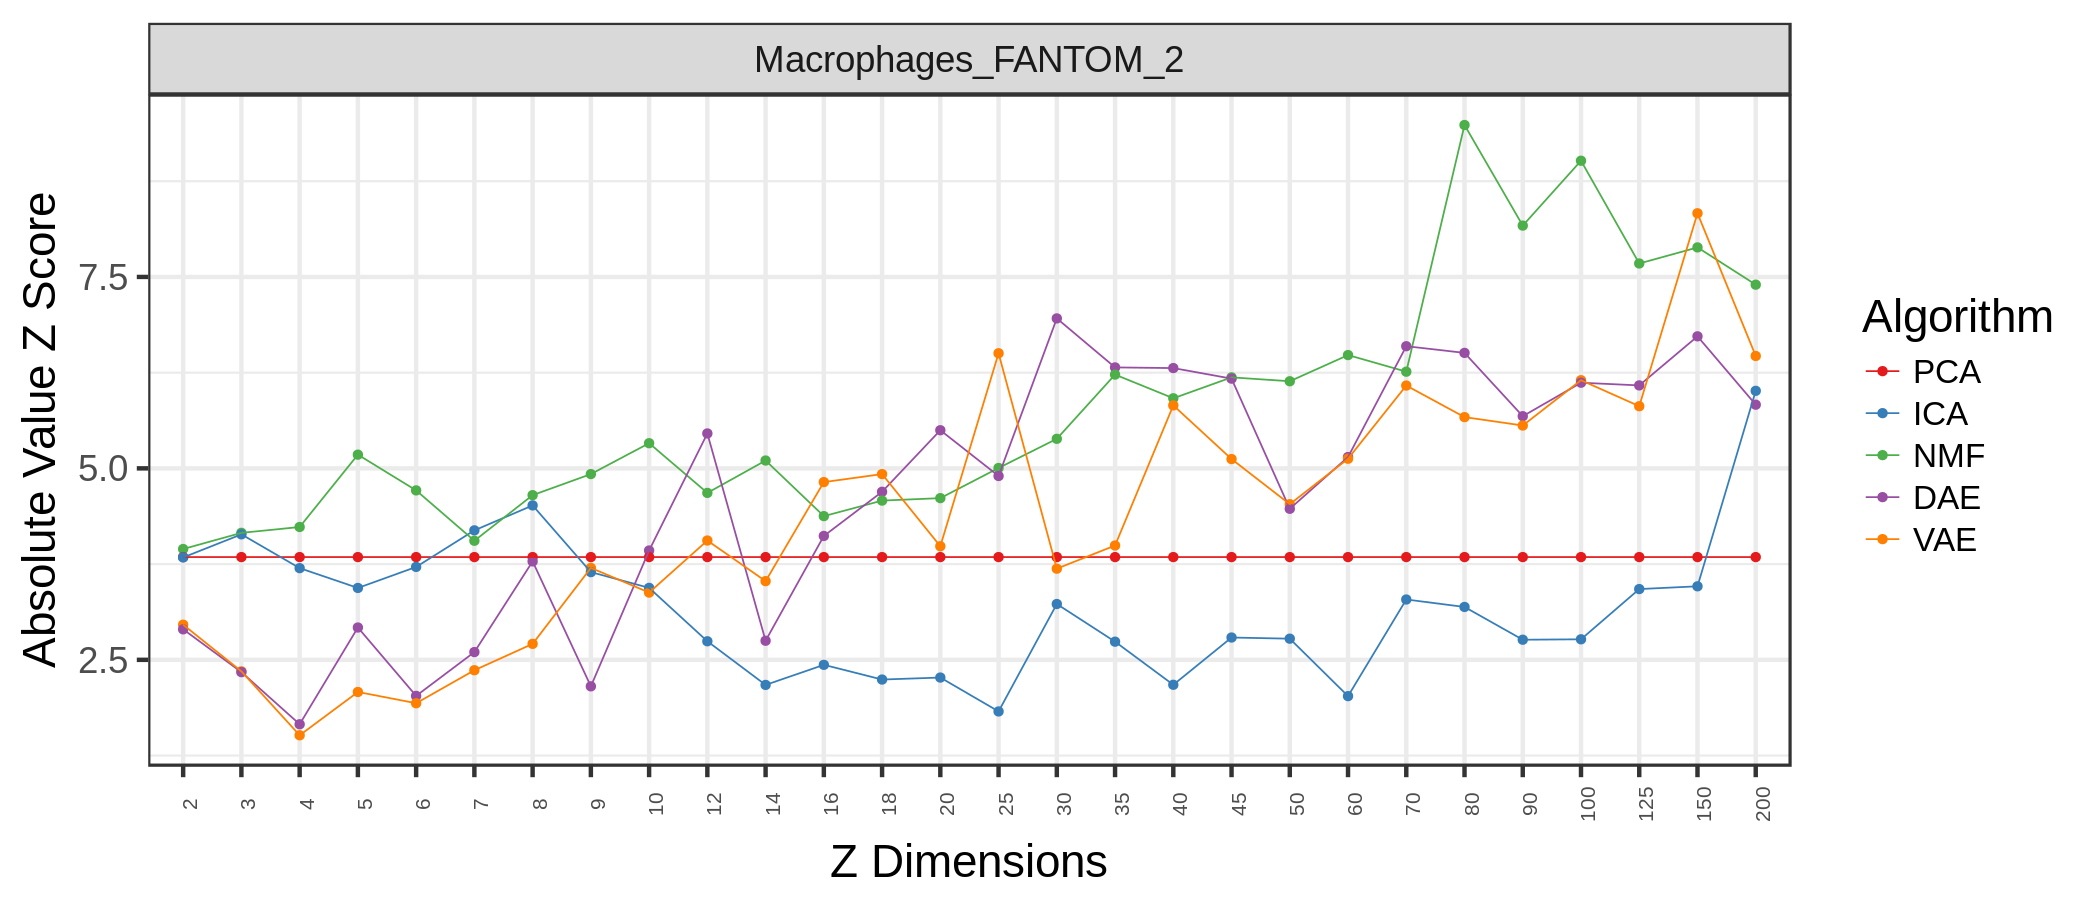 Macrophages_FANTOM_2
Absolute Value Z Score
7.5
5.0
2.5
2 3 4 5 6 7 8 9 10 12 14 16 18 20 25 30 35 40 45 50 60 70 80 90 100 125 150 200
Z Dimensions
Algorithm
PCA
ICA
NMF
DAE
VAE